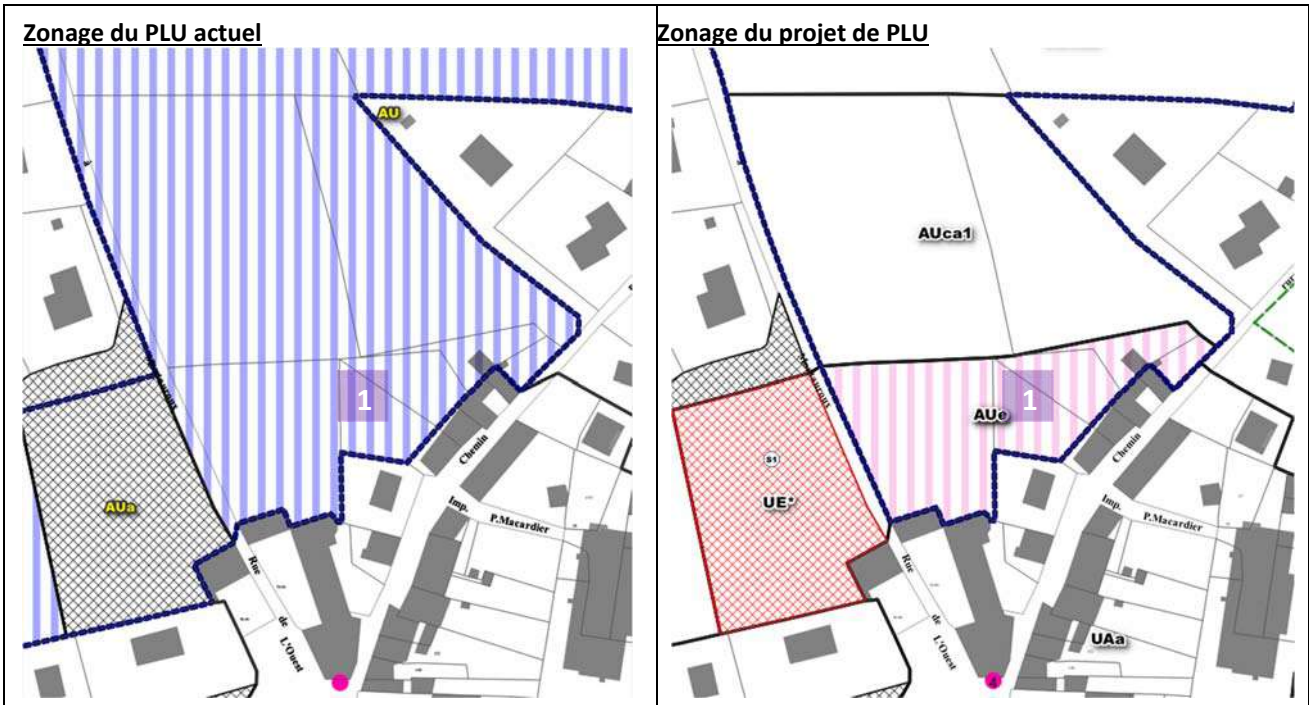 Zonage du PLU actuel
AU
1
AUa
Chemin
Imp.
P.Macardier
Rue
de
L'Ouest
Zonage du projet de PLU
AUca1
AUe
1
S1
UE*
Chemin
Imp.
P.Macardier
Rue
de
L'Ouest
UAa
4